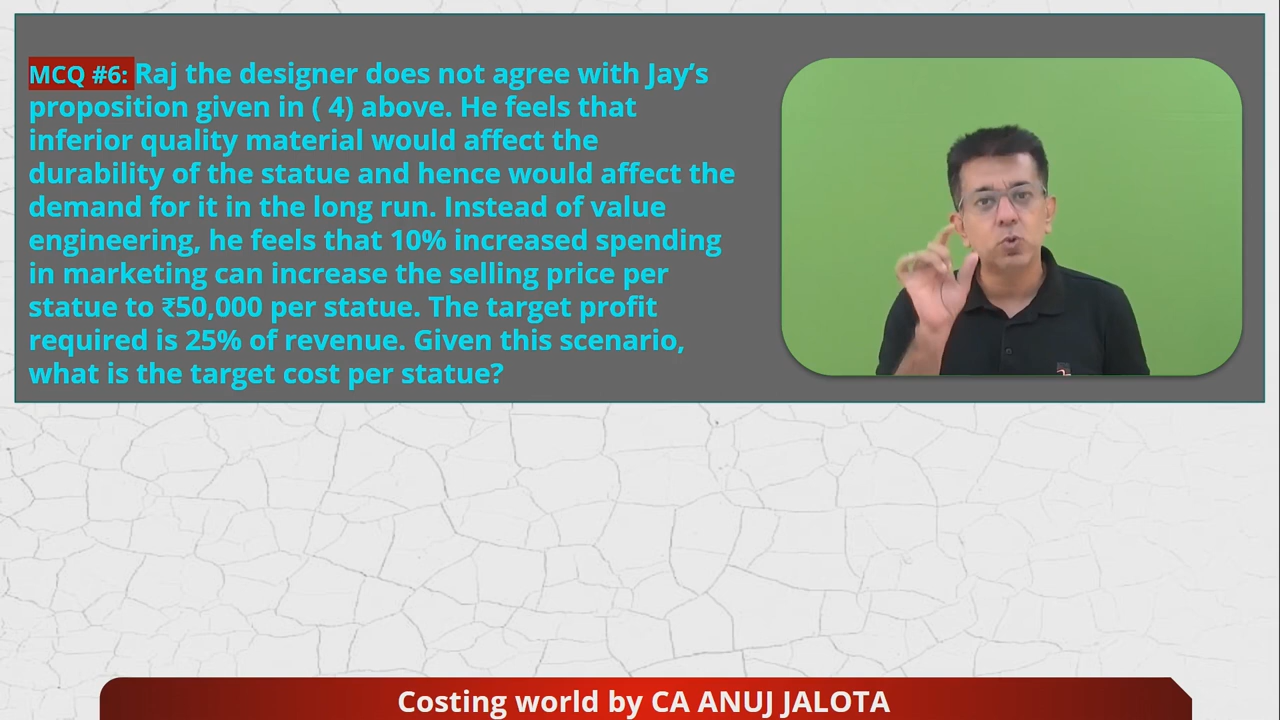 MCQ #6: Raj the designer does not agree with Jay’s
proposition given in ( 4) above. He feels that
inferior quality material would affect the
durability of the statue and hence would affect the
demand for it in the long run. Instead of value
engineering, he feels that 10% increased spending
in marketing can increase the selling price per
statue to ₹50,000 per statue. The target profit
required is 25% of revenue. Given this scenario,
what is the target cost per statue?
Costing world by CA ANUJ JALOTA